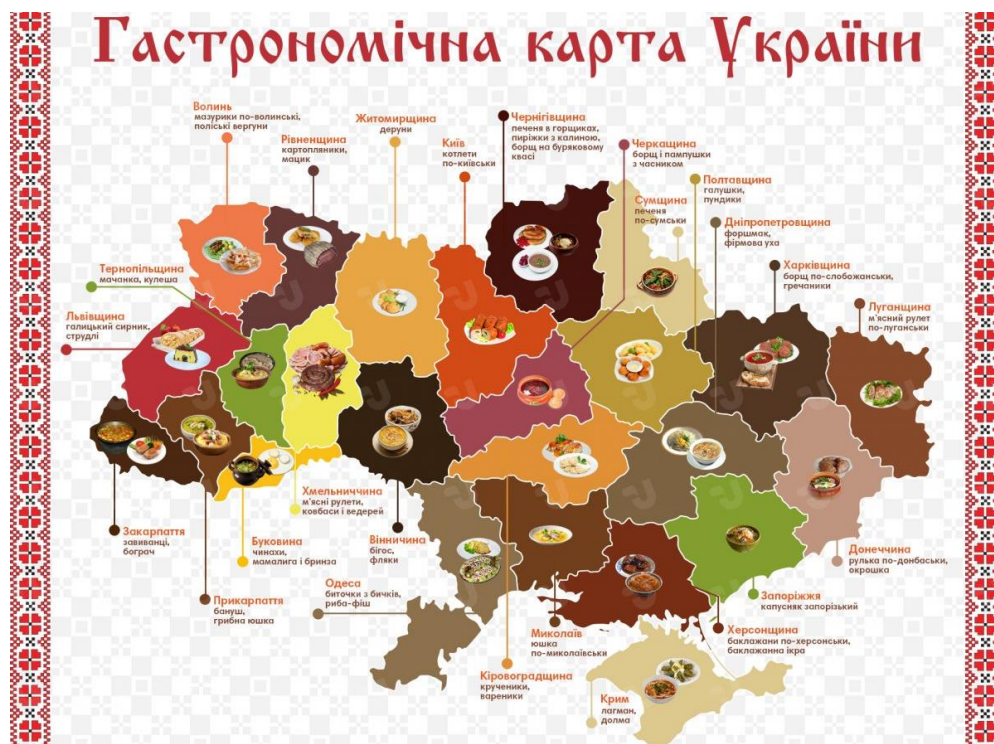 Гастрономічна карта України
Волинь
мазурики по-волинські,
поліські вергуни
Рівненщина
картопляники,
мацик
Житомирщина
деруни
Київ
котлети
по-київськи
Чернігівщина
печеня в горщиках,
пиріжки з калиною,
борщ на буряковому
квасі
Черкащина
борщ і пампушки
з часником
Сумщина
печеня
по-сумськи
Полтавщина
галушки,
пундики
Дніпропетровщина
форшмак,
фірмова уха
Харківщина
борщ по-слобожанськи,
гречаники
Луганщина
м'ясний рулет
по-луганськи
Тернопільщина
мачанка, кулеша
Львівщина
галицький сирник,
струдлі
Закарпаття
завиванці,
бограч
Прикарпаття
бануш,
грибна юшка
Буковина
чинахи,
мамалига і бринза
Хмельниччина
м'ясні рулети,
ковбаси і ведерей
Вінничина
бігос,
фляки
Одеса
биточки з бичків,
риба-фіш
Кіровоградщина
крученики,
вареники
Миколаїв
юшка
по-миколаївськи
Крим
лагман,
долма
Херсонщина
баклажани по-херсонськи,
баклажанна ікра
Запоріжжя
капусняк запорізький
Донеччина
рулька по-донбаськи,
окрошка